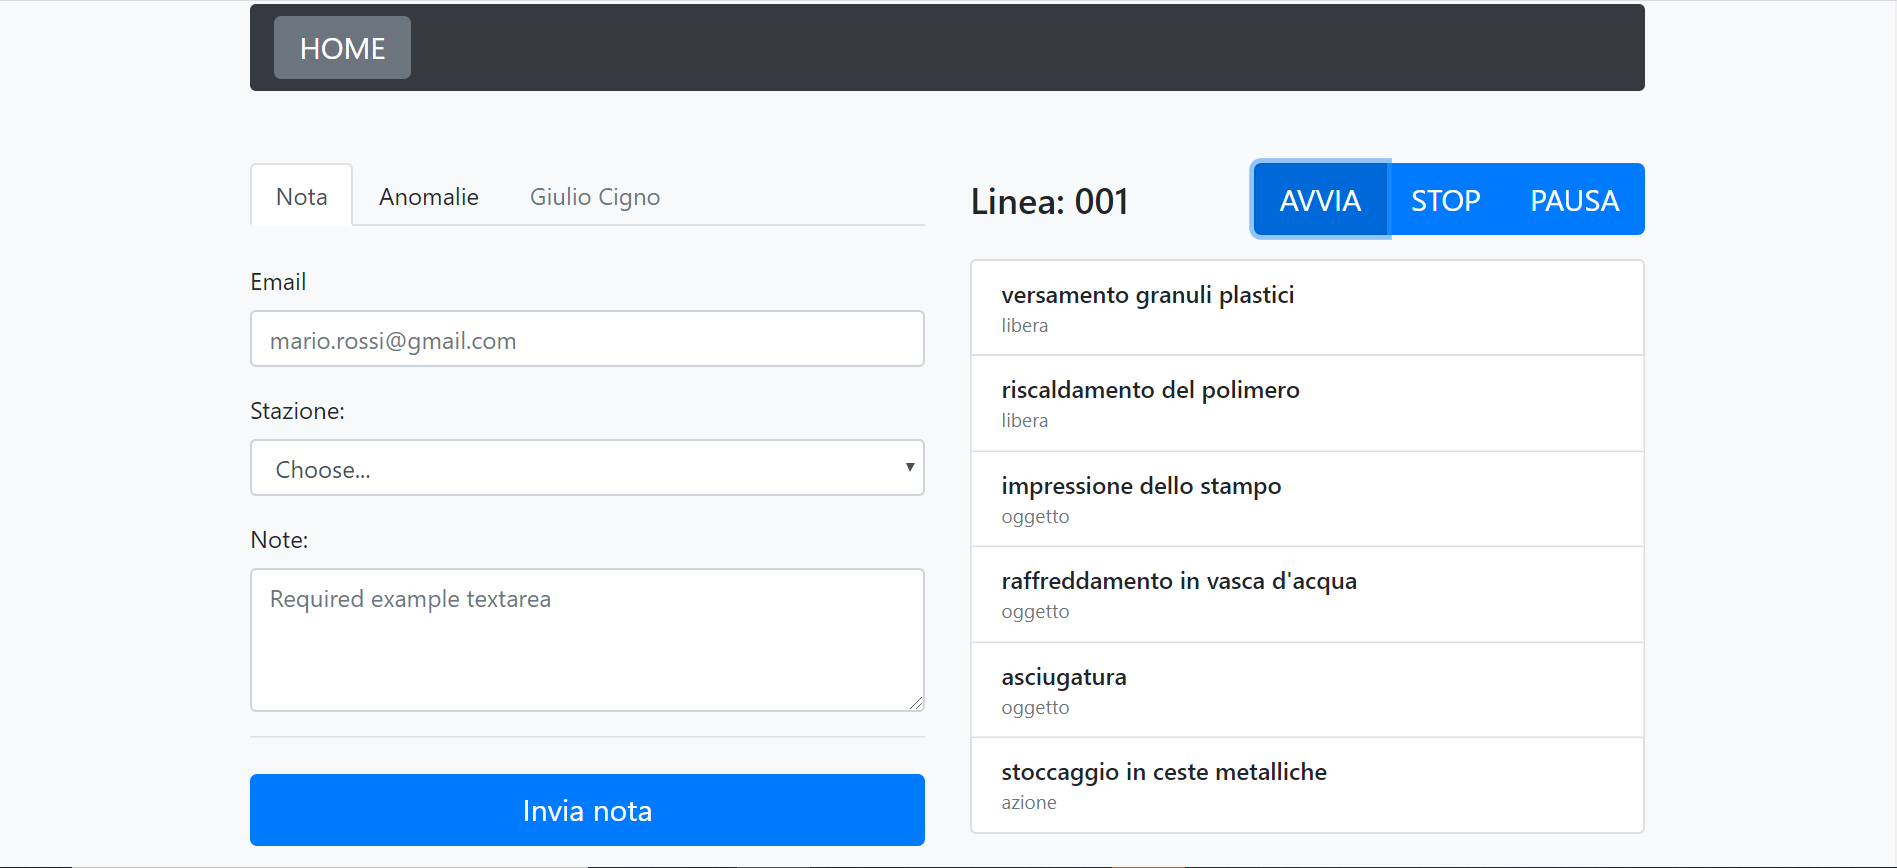 HOME
Nota
Anomalie
Giulio Cigno
Email
mario.rossi@gmail.com
Stazione:
Choose...
Note:
Required example textarea
Invia nota
Linea: 001
AVVIA
STOP
PAUSA
versamento granuli plastici
libera
riscaldamento del polimero
libera
impressione dello stampo
oggetto
raffreddamento in vasca d'acqua
oggetto
asciugatura
oggetto
stoccaggio in ceste metalliche
azione